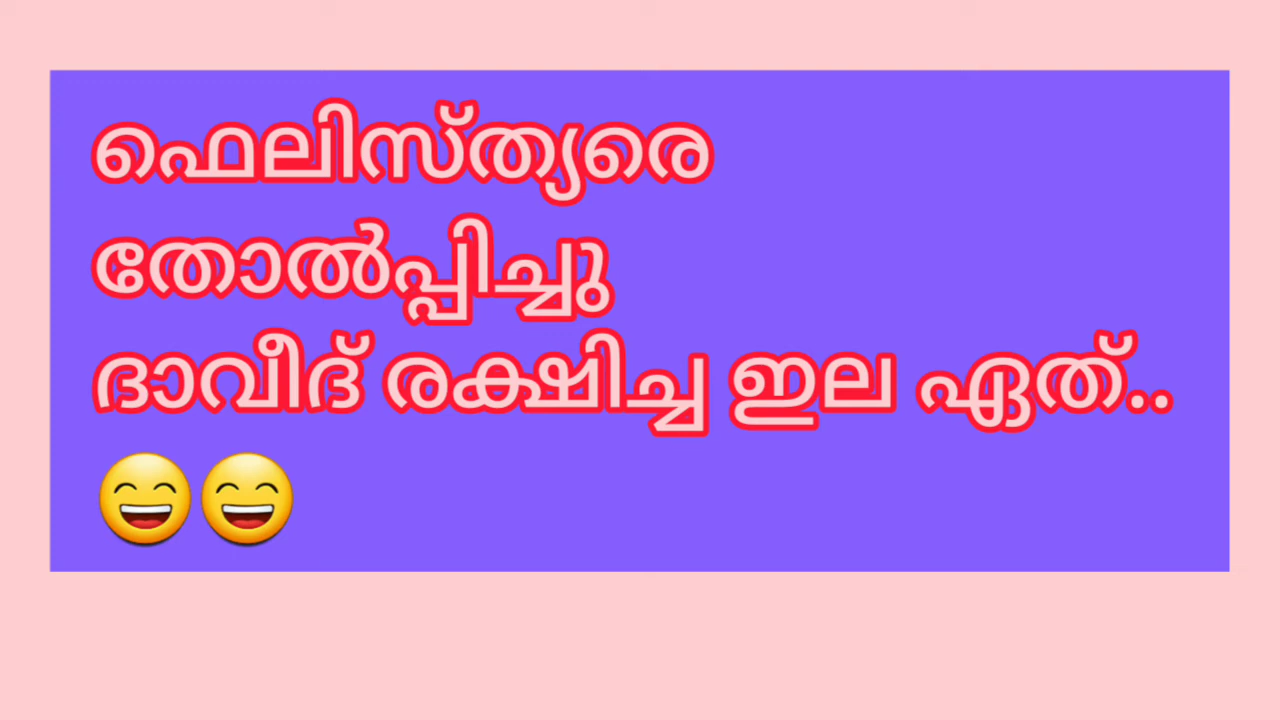 ഫെലിസ്ത്യരെ
തോൽപ്പിച്ചു
ദാവീദ് രക്ഷിച്ച ഇല ഏത്..
😄😄